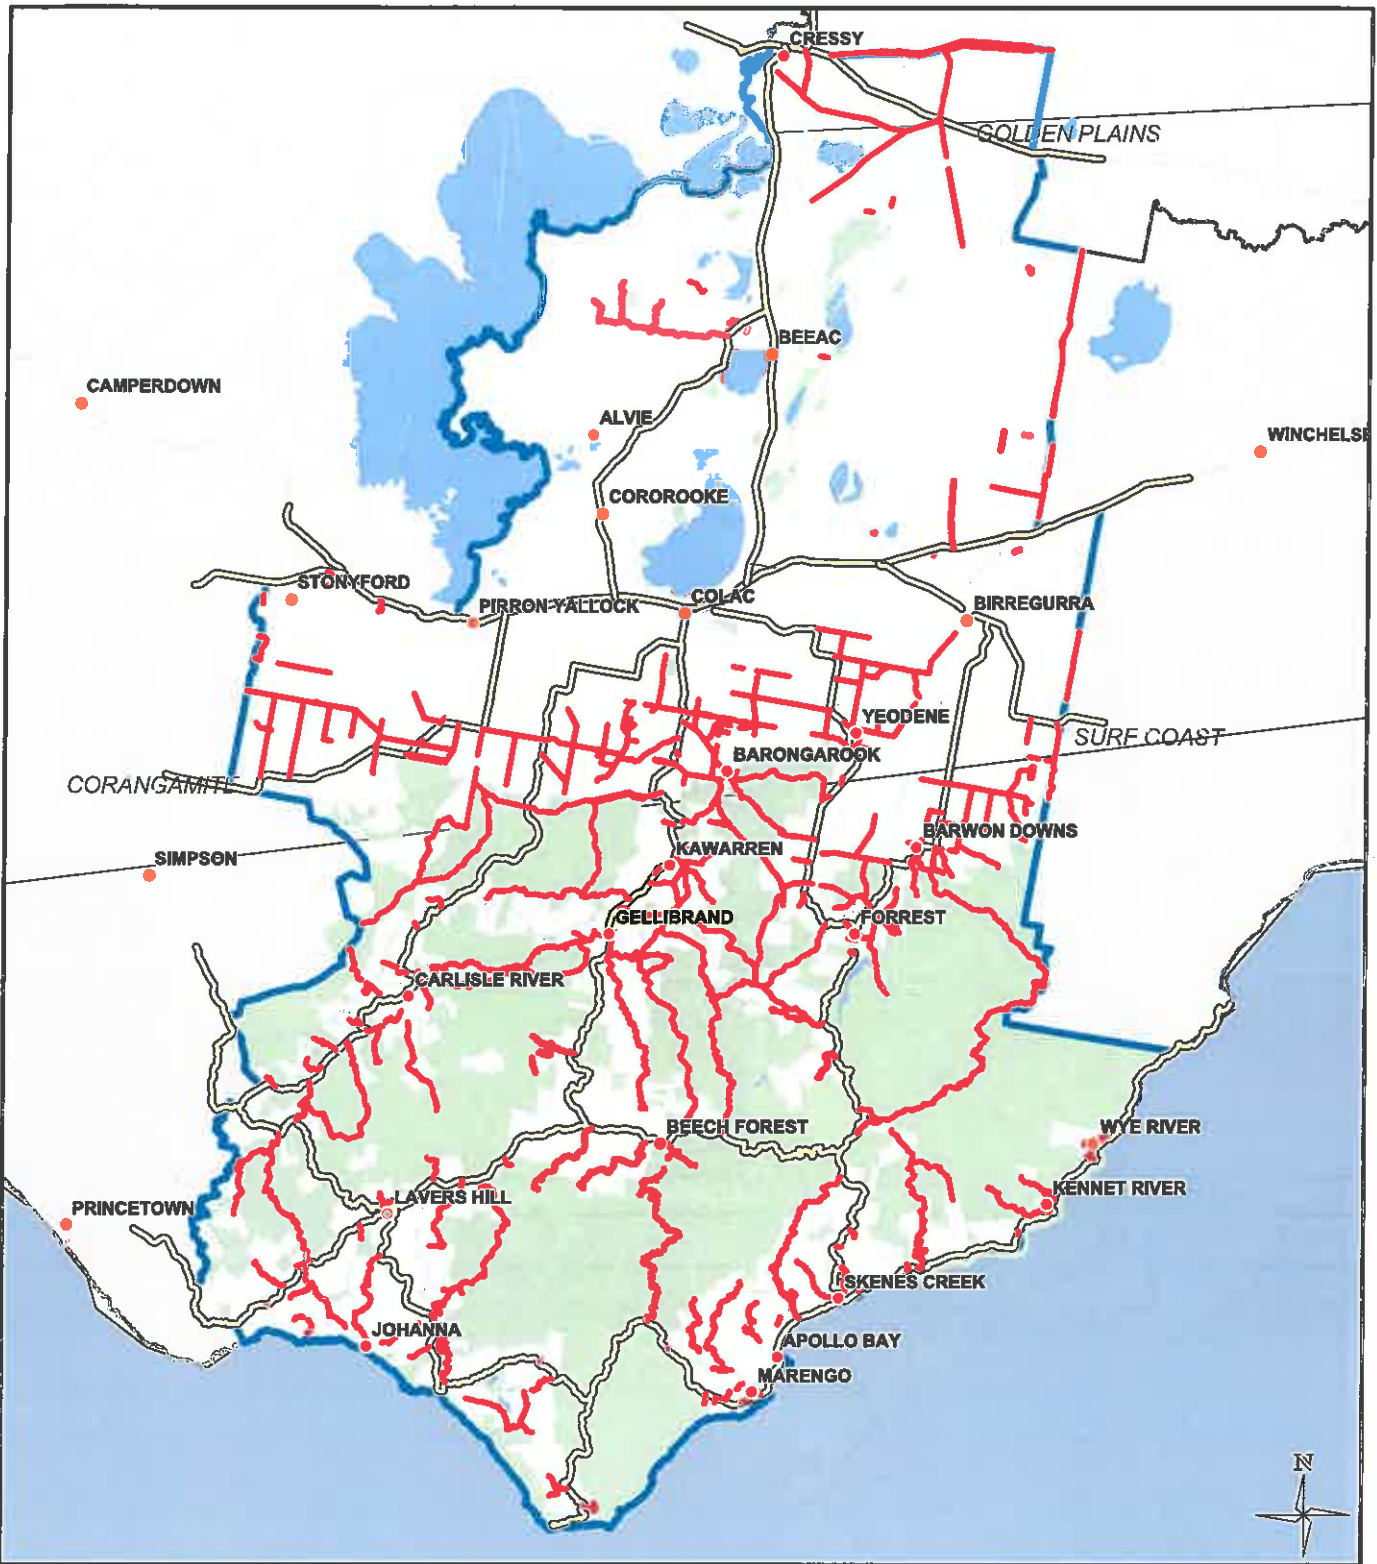 CRESSY
GOLDEN PLAINS
BEEAC
CAMPERDOWN
ALVIE
WINCHELSE
COROROOKE
STONYFORD
PIRRON YALLOCK
COLAC
BIRREGURRA
YEODENE
SURF COAST
BARONGAROOK
CORANGAMITE
BARWON DOWNS
KAWARREN
SIMPSON
GELLIBRAND
FORREST
CARLISLE RIVER
BEECH FOREST
WYE RIVER
KENNET RIVER
LAVERS HILL
PRINCETOWN
SKENES CREEK
JOHANNA
APOLLO BAY
MARENGO
N